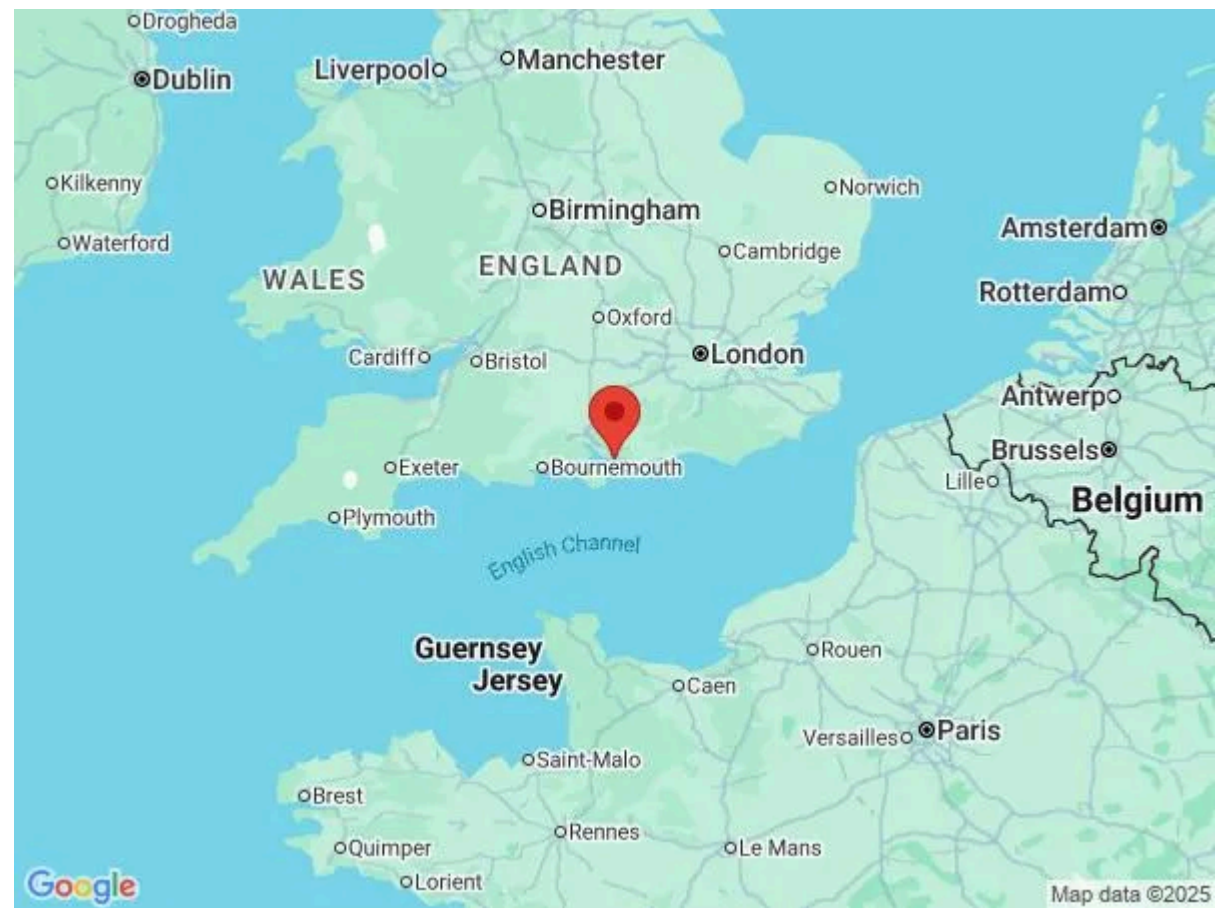 Drogheda
Dublin
Liverpool
Manchester
Kilkenny
Norwich
Birmingham
Waterford
Amsterdam
Cambridge
WALES
ENGLAND
Rotterdam
Oxford
Cardiff
Bristol
London
Antwerp
Brussels
Exeter
Bournemouth
Lille
Belgium
Plymouth
English Channel
Guernsey
Jersey
Rouen
Caen
Versailles
Paris
Saint-Malo
Brest
Rennes
Quimper
Le Mans
Lorient
Google
Map data ©2025